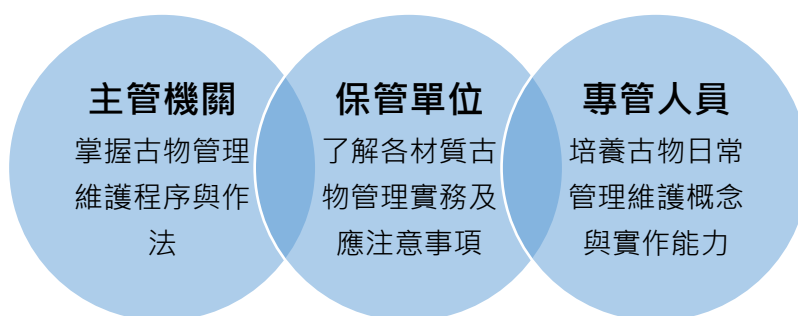 主管機關
掌握古物管理
維護程序與作
法
保管單位
了解各材質古
物管理實務及
應注意事項
專管人員
培養古物日常
管理維護概念
與實作能力